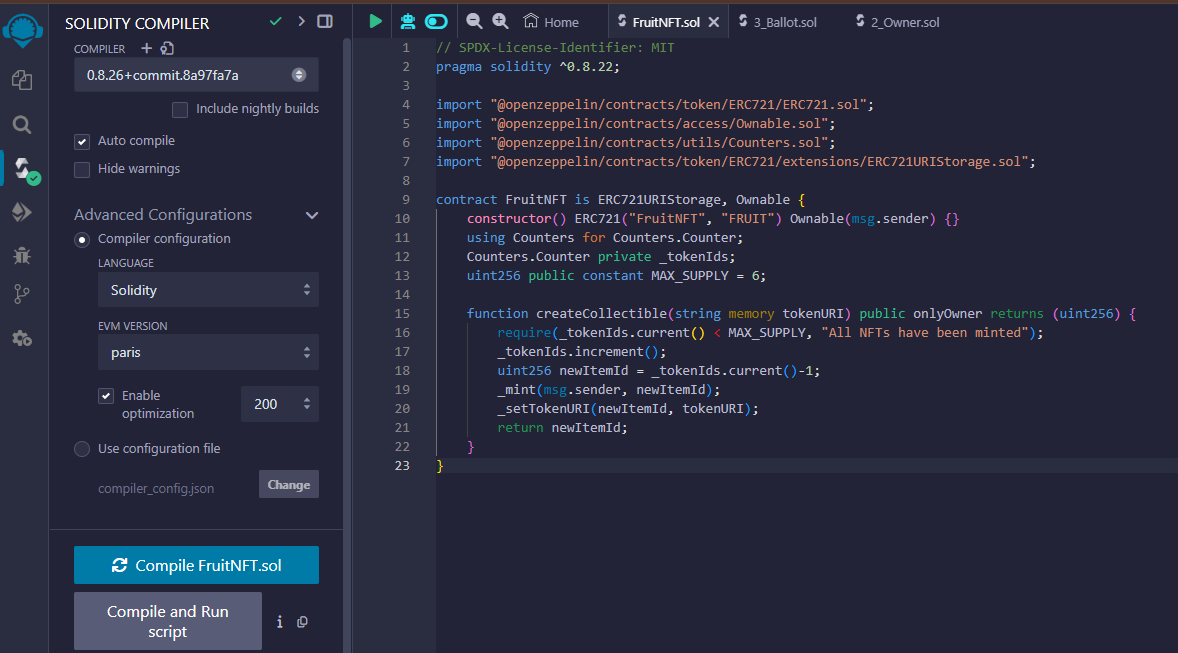 SOLIDITY COMPILER
COMPILER
0.8.26+commit.8a97fa7a
Include nightly builds
Auto compile
Hide warnings
Advanced Configurations
Compiler configuration
LANGUAGE
Solidity
EVM VERSION
paris
Enable
optimization
200
Use configuration file
compiler_config.json
Change
Compile FruitNFT.sol
Compile and Run
script
Home
FruitNFT.sol
3_Ballot.sol
2_Owner.sol
1 // SPDX-License-Identifier: MIT
2 pragma solidity ^0.8.22;
3
4 import "@openzeppelin/contracts/token/ERC721/ERC721.sol";
5 import "@openzeppelin/contracts/access/Ownable.sol";
6 import "@openzeppelin/contracts/utils/Counters.sol";
7 import "@openzeppelin/contracts/token/ERC721/extensions/ERC721URIStorage.sol";
8
9 contract FruitNFT is ERC721URIStorage, Ownable {
10 constructor() ERC721("FruitNFT", "FRUIT") Ownable(msg.sender) {}
11 using Counters for Counters.Counter;
12 Counters.Counter private _tokenIds;
13 uint256 public constant MAX_SUPPLY = 6;
14
15 function createCollectible(string memory tokenURI) public onlyOwner returns (uint256) {
16 require(_tokenIds.current() < MAX_SUPPLY, "All NFTs have been minted");
17 _tokenIds.increment();
18 uint256 newItemId = _tokenIds.current()-1;
19 _mint(msg.sender, newItemId);
20 _setTokenURI(newItemId, tokenURI);
21 return newItemId;
22 }
23 }